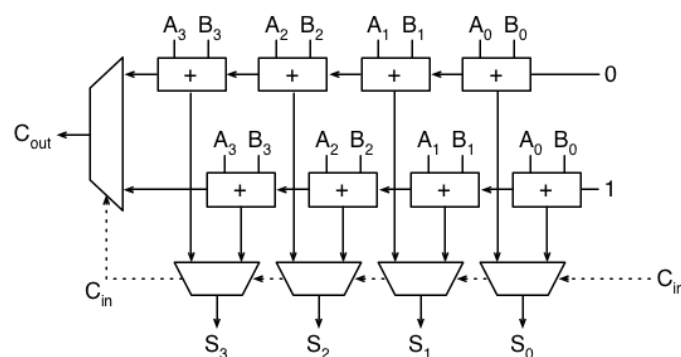 A3 B3 A2 B2 A1 B1 A0 B0
+ + + + 0
Cout
A3 B3 A2 B2 A1 B1 A0 B0
+ + + + 1
Cin Cin
S3 S2 S1 S0